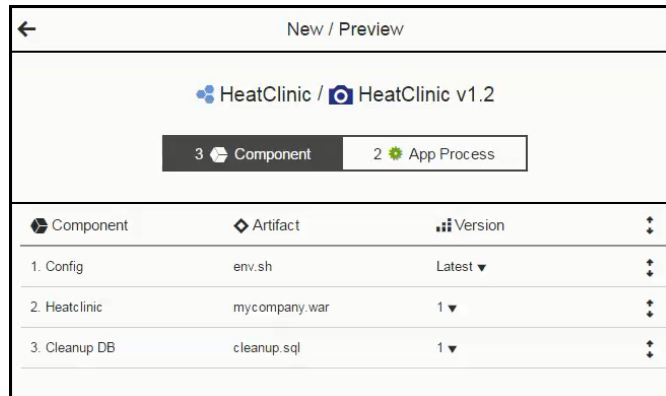 New / Preview
HeatClinic / HeatClinic v1.2
3 Component 2 App Process
Component Artifact Version
1. Config env.sh Latest
2. Heatclinic mycompany.war 1
3. Cleanup DB cleanup.sql 1